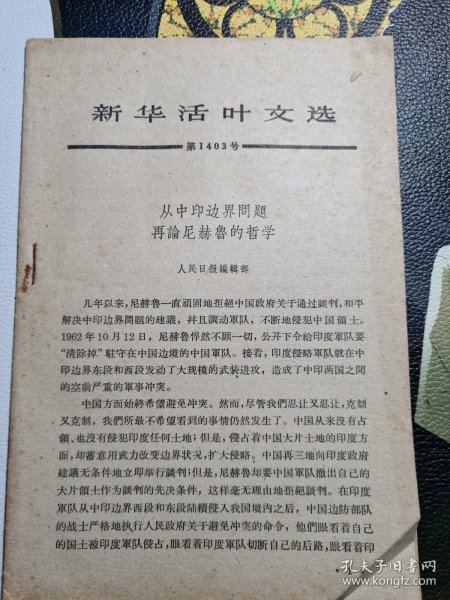 新华活叶文选
第1403号
从中印边界問題
再論尼赫魯的哲学
人民日报編輯部
几年以来，尼赫魯一直頑固地拒絕中国政府关于通过談判，和平
解决中印边界問題的建議，幷且調动軍队，不断地侵犯中国領土。
1962年10月12日，尼赫魯悍然不顾一切，公开下令給印度軍队要
“清除掉”駐守在中国边境的中国軍队。接着，印度侵略軍队就在中
印边界东段和西段发动了大規模的武装进攻，造成了中印两国之間
的空前严重的軍事冲突。
中国方面始終希望避免冲突。然而，尽管我們忍让又忍让，克制
又克制，我們所最不希望看到的事情仍然发生了。中国从来沒有占
領、也沒有侵犯印度任何土地；但是，侵占着中国大片土地的印度方
面，却蓄意用武力改变边界状况，扩大侵略。中国再三地向印度政府
建議无条件地立即举行談判；但是，尼赫魯却要中国軍队撤出自己的
大片領土作为談判的先决条件，这样毫无理由地拒絕談判。在印度
軍队从中印边界西段和东段陆續侵入我国境內之后，中国边防部队
的战士严格地执行人民政府关于避免冲突的命令，他們眼看着自己
的国土被印度軍队侵占，眼看着印度軍队切断自己的后路，眼看着印
孔夫子旧书网